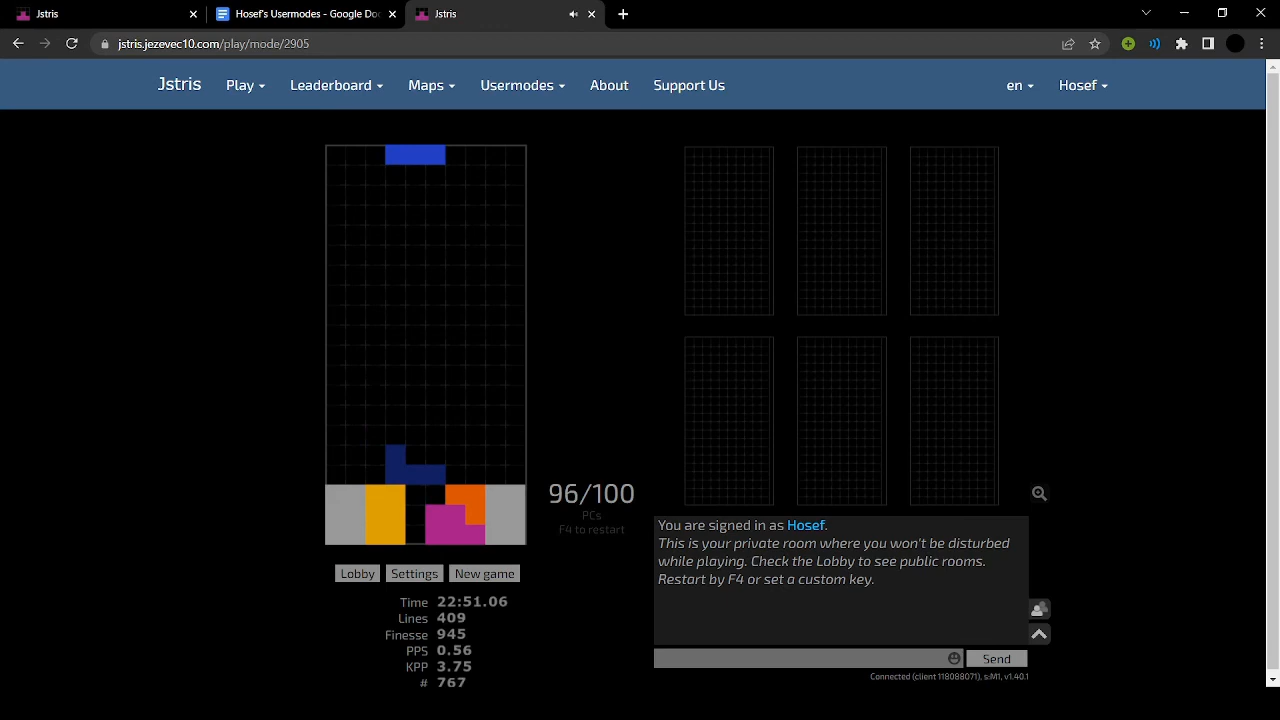 Jstris
Hosef's Usermodes - Google Doc
Jstris
jstris.jezevec10.com/play/mode/2905
Jstris Play Leaderboard Maps Usermodes About Support Us en Hosef
96/100
PCs
F4 to restart
You are signed in as Hosef.
This is your private room where you won't be disturbed
while playing. Check the Lobby to see public rooms.
Restart by F4 or set a custom key.
Lobby Settings New game
Time 22:51.06
Lines 409
Finesse 945
PPS 0.56
KPP 3.75
# 767
Send
Connected (client 118088071), s:M1, v1.40.1